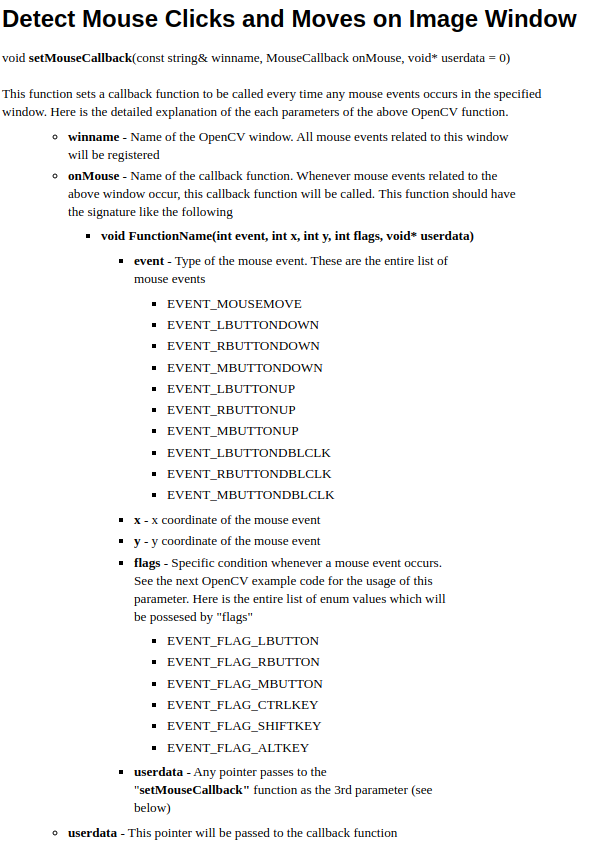 Detect Mouse Clicks and Moves on Image Window
void setMouseCallback(const string& winname, MouseCallback onMouse, void* userdata = 0)
This function sets a callback function to be called every time any mouse events occurs in the specified
window. Here is the detailed explanation of the each parameters of the above OpenCV function.
winname - Name of the OpenCV window. All mouse events related to this window
will be registered
onMouse - Name of the callback function. Whenever mouse events related to the
above window occur, this callback function will be called. This function should have
the signature like the following
void FunctionName(int event, int x, int y, int flags, void* userdata)
event - Type of the mouse event. These are the entire list of
mouse events
EVENT_MOUSEMOVE
EVENT_LBUTTONDOWN
EVENT_RBUTTONDOWN
EVENT_MBUTTONDOWN
EVENT_LBUTTONUP
EVENT_RBUTTONUP
EVENT_MBUTTONUP
EVENT_LBUTTONDBLCLK
EVENT_RBUTTONDBLCLK
EVENT_MBUTTONDBLCLK
x - x coordinate of the mouse event
y - y coordinate of the mouse event
flags - Specific condition whenever a mouse event occurs.
See the next OpenCV example code for the usage of this
parameter. Here is the entire list of enum values which will
be possesed by "flags"
EVENT_FLAG_LBUTTON
EVENT_FLAG_RBUTTON
EVENT_FLAG_MBUTTON
EVENT_FLAG_CTRLKEY
EVENT_FLAG_SHIFTKEY
EVENT_FLAG_ALTKEY
userdata - Any pointer passes to the
"setMouseCallback" function as the 3rd parameter (see
below)
userdata - This pointer will be passed to the callback function